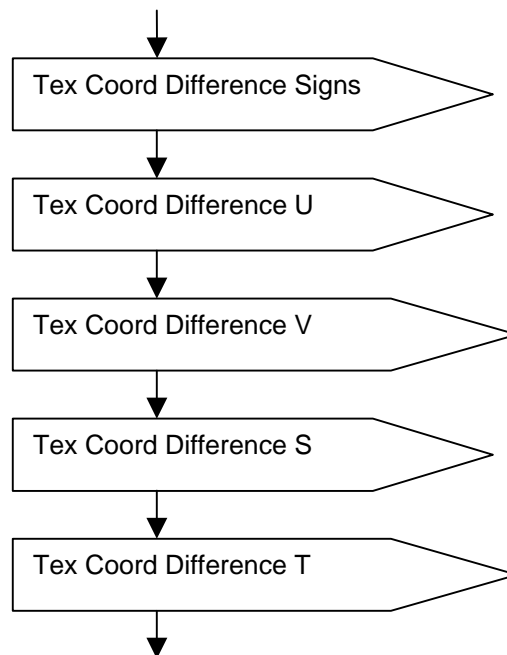 Tex Coord Difference Signs
Tex Coord Difference U
Tex Coord Difference V
Tex Coord Difference S
Tex Coord Difference T